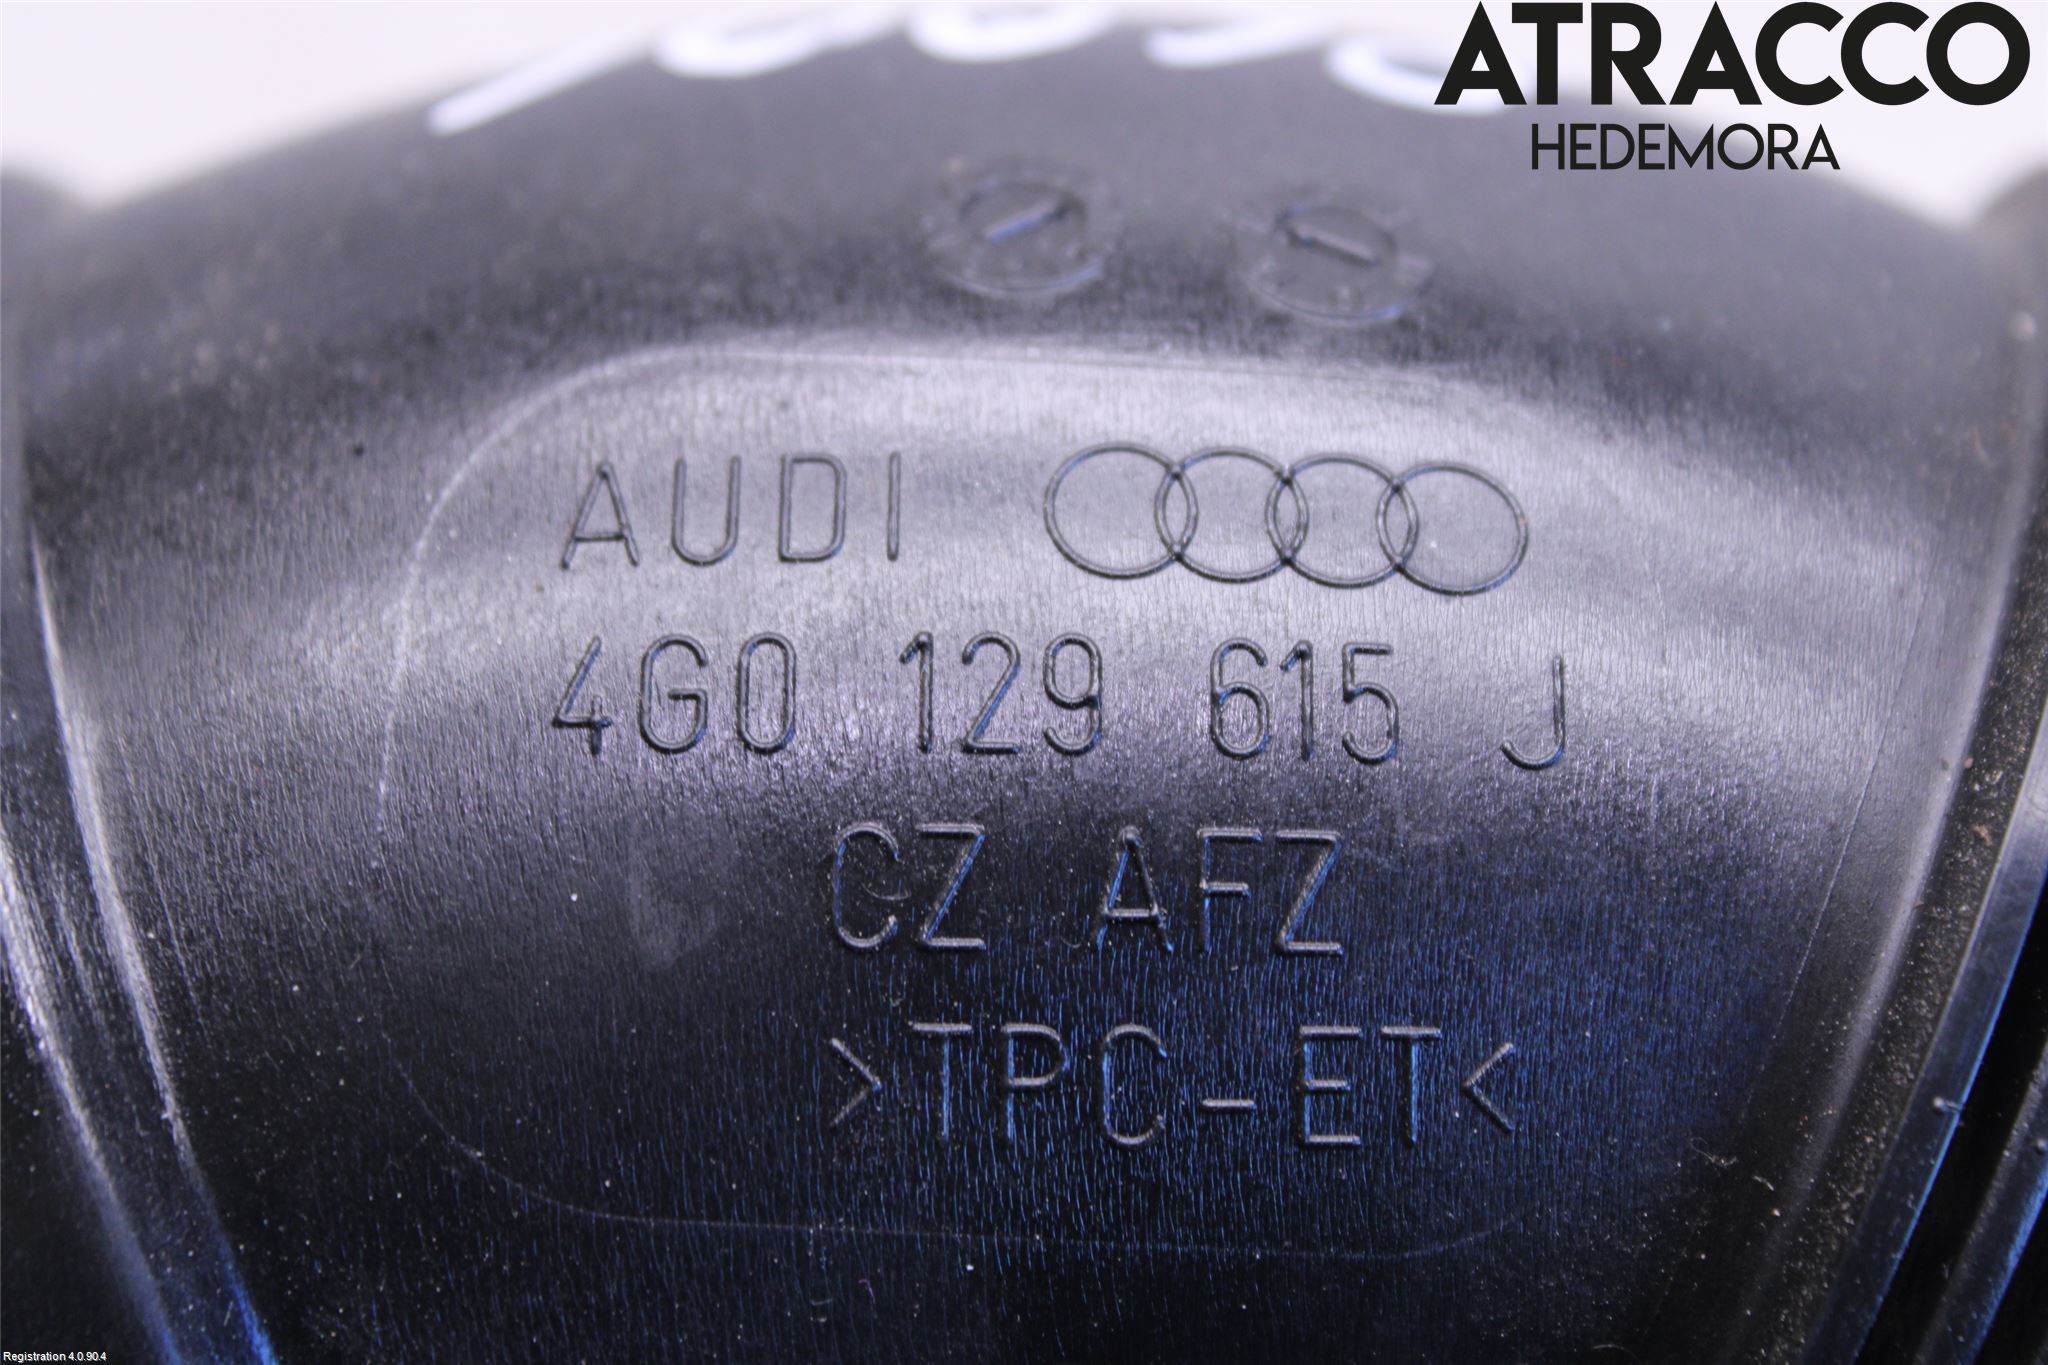 ATRACCO
HEDEMORA
AUDI
4G0 129 615 J
CZ AFZ
>TPC-ET<
Registration 4.0.90.4